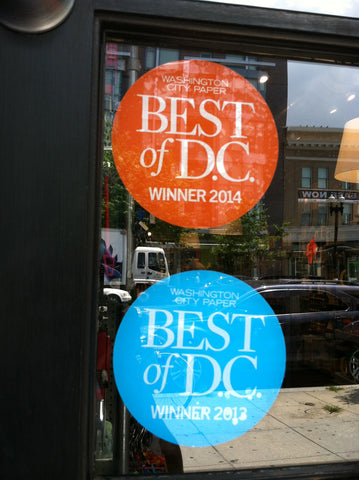 WASHINGTON
CITY PAPER
BEST
of D.C.
WINNER 2014
WASHINGTON
CITY PAPER
BEST
of D.C.
WINNER 2013